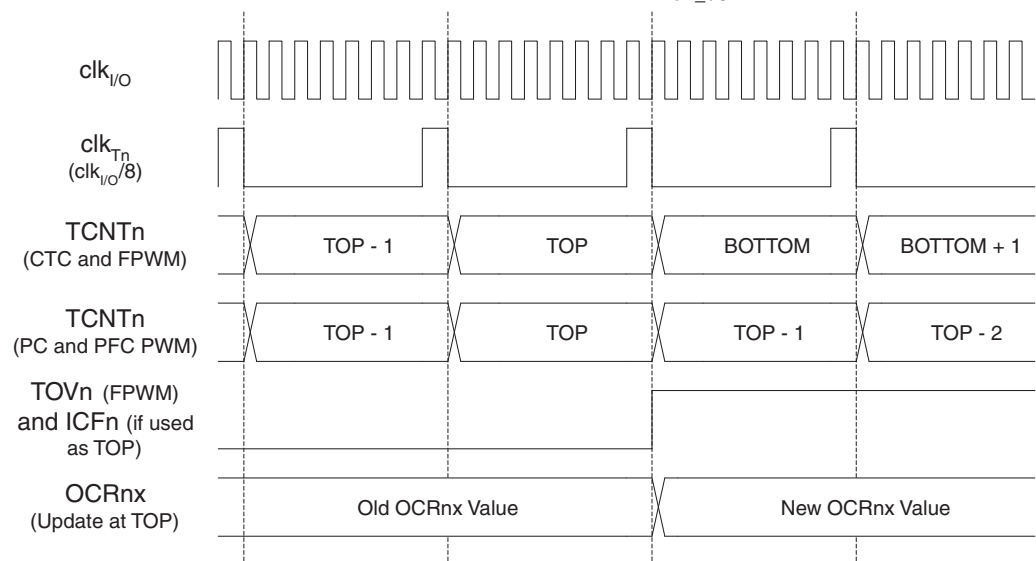 clkI/O
clkTn
(clkI/O/8)
TCNTn
(CTC and FPWM)
TOP - 1
TOP
BOTTOM
BOTTOM + 1
TCNTn
(PC and PFC PWM)
TOP - 1
TOP
TOP - 1
TOP - 2
TOVn (FPWM)
and ICFn (if used
as TOP)
OCRnx
(Update at TOP)
Old OCRnx Value
New OCRnx Value